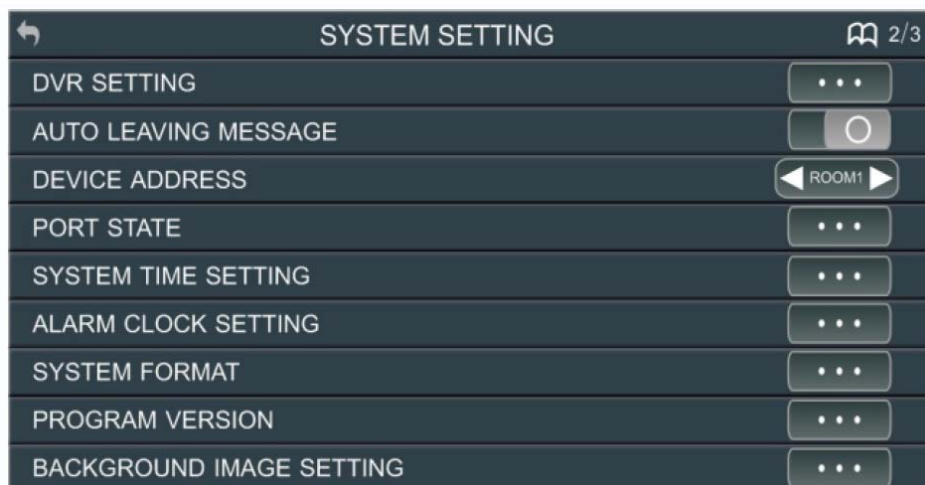 SYSTEM SETTING 2/3
DVR SETTING
AUTO LEAVING MESSAGE
DEVICE ADDRESS ROOM1
PORT STATE
SYSTEM TIME SETTING
ALARM CLOCK SETTING
SYSTEM FORMAT
PROGRAM VERSION
BACKGROUND IMAGE SETTING